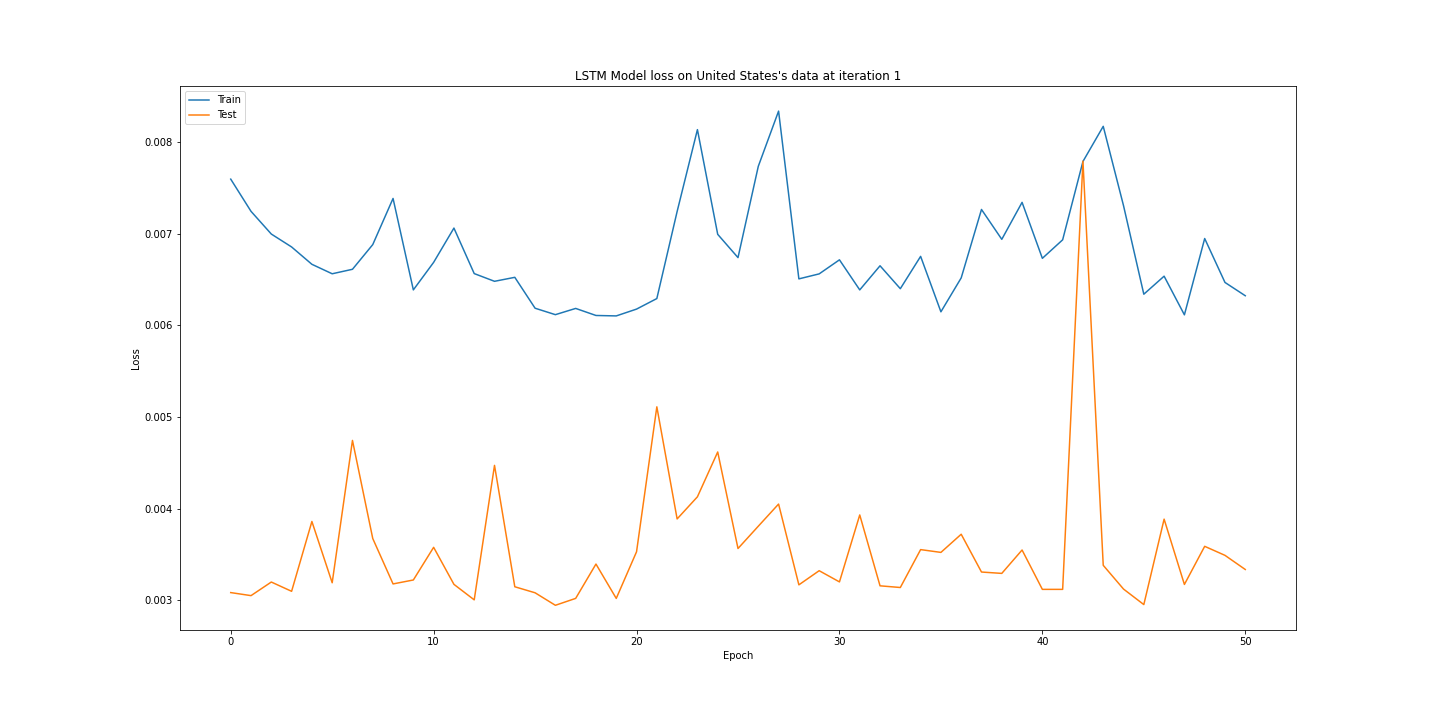 LSTM Model loss on United States's data at iteration 1
Train
Test
0.008
0.007
0.006
0.005
0.004
0.003
Loss
0 10 20 30 40 50
Epoch